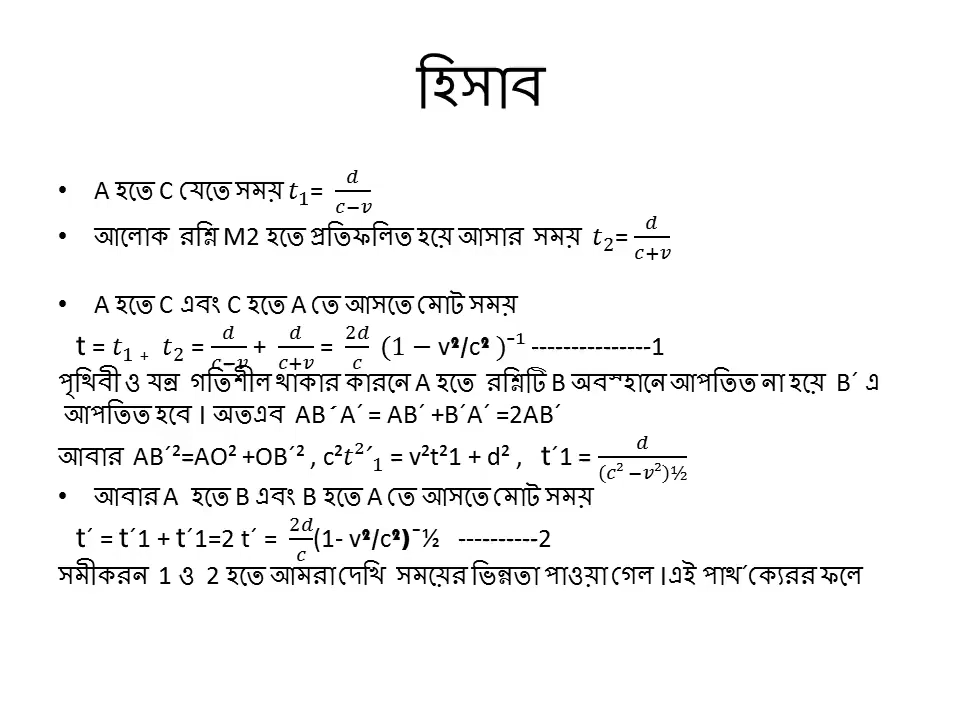 হিসাব
• A হতে C যেতে সময় t₁= d/(c−v)
• আলোক রশ্মি M2 হতে প্রতিফলিত হয়ে আসার সময় t₂= d/(c+v)
• A হতে C এবং C হতে A তে আসতে মোট সময়
t = t₁ ₊ t₂ = d/(c−v) + d/(c+v) = 2d/c (1 − v²/c² )⁻¹ ---------------1
পৃথিবী ও যন্ত্র গতিশীল থাকার কারনে A হতে রশ্মিটি B অবস্হানে আপতিত না হয়ে B´ এ
আপতিত হবে। অতএব AB´A´ = AB´ +B´A´ =2AB´
আবার AB´²=AO² +OB´² , c²t²´₁ = v²t²1 + d² , t´1 = d/(c² −v²)½
• আবার A হতে B এবং B হতে A তে আসতে মোট সময়
t´ = t´1 + t´1=2 t´ = 2d/c (1- v²/c²)⁻½ ----------2
সমীকরন 1 ও 2 হতে আমরা দেখি সময়ের ভিন্নতা পাওয়া গেল।এই পাথ´ক্যেরর ফলে